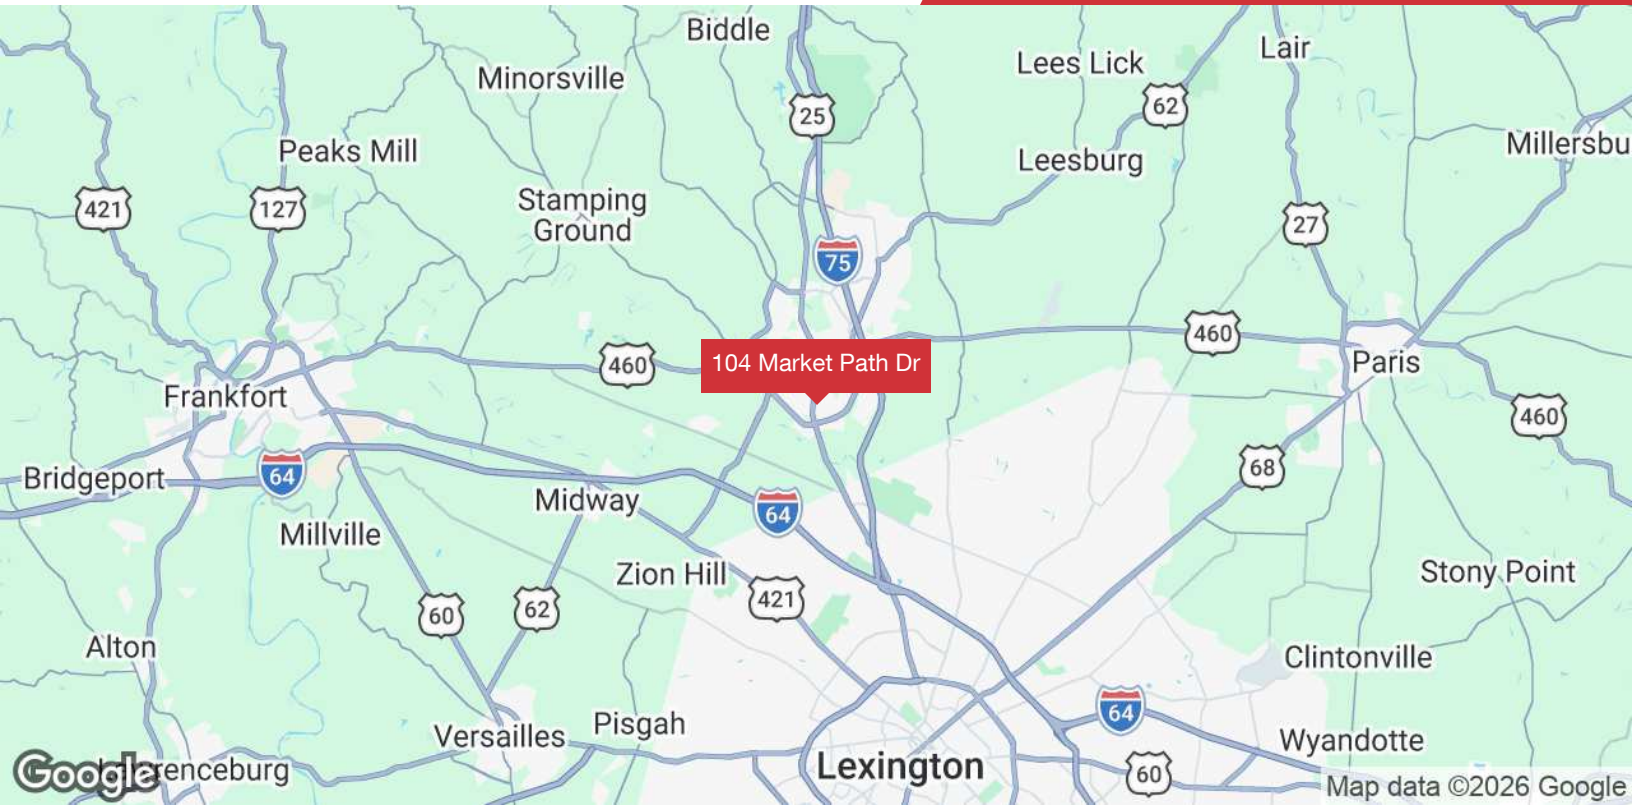 Biddle
Lees Lick
Lair
Minorsville
62
25
Millersbu
Peaks Mill
Leesburg
421
127
Stamping
Ground
27
75
460
460
104 Market Path Dr
Paris
Frankfort
460
68
Bridgeport
64
Midway
64
Millville
Zion Hill
Stony Point
421
60
62
Alton
Clintonville
64
Versailles
Pisgah
Wyandotte
Lexington
60
Google
renceburg
Map data ©2026 Google